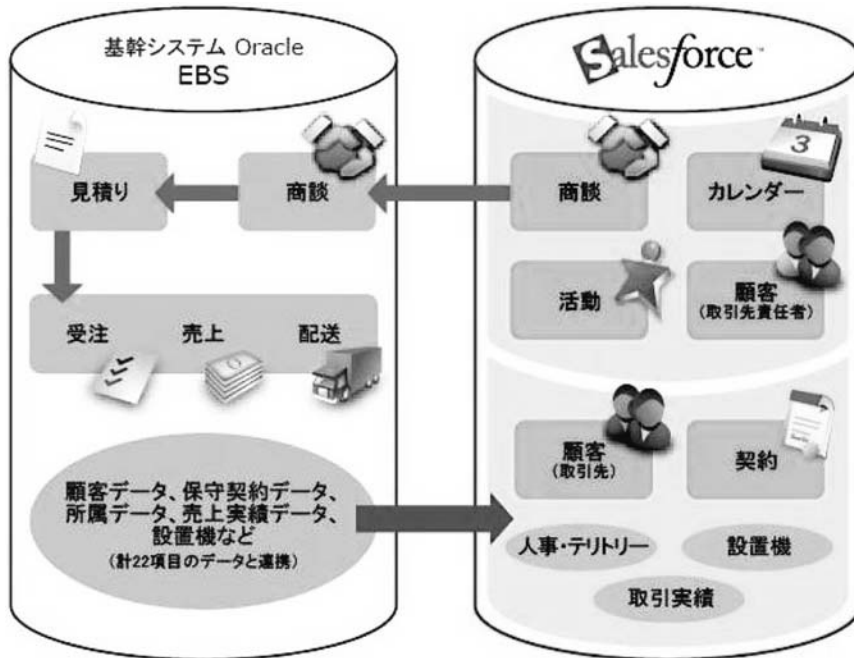 基幹システム Oracle
EBS
見積り
商談
受注
売上
配送
顧客データ、保守契約データ、
所属データ、売上実績データ、
設置機など
(計22項目のデータと連携)
Salesforce™
商談
カレンダー
3
活動
顧客
(取引先責任者)
顧客
(取引先)
契約
人事・テリトリー
設置機
取引実績